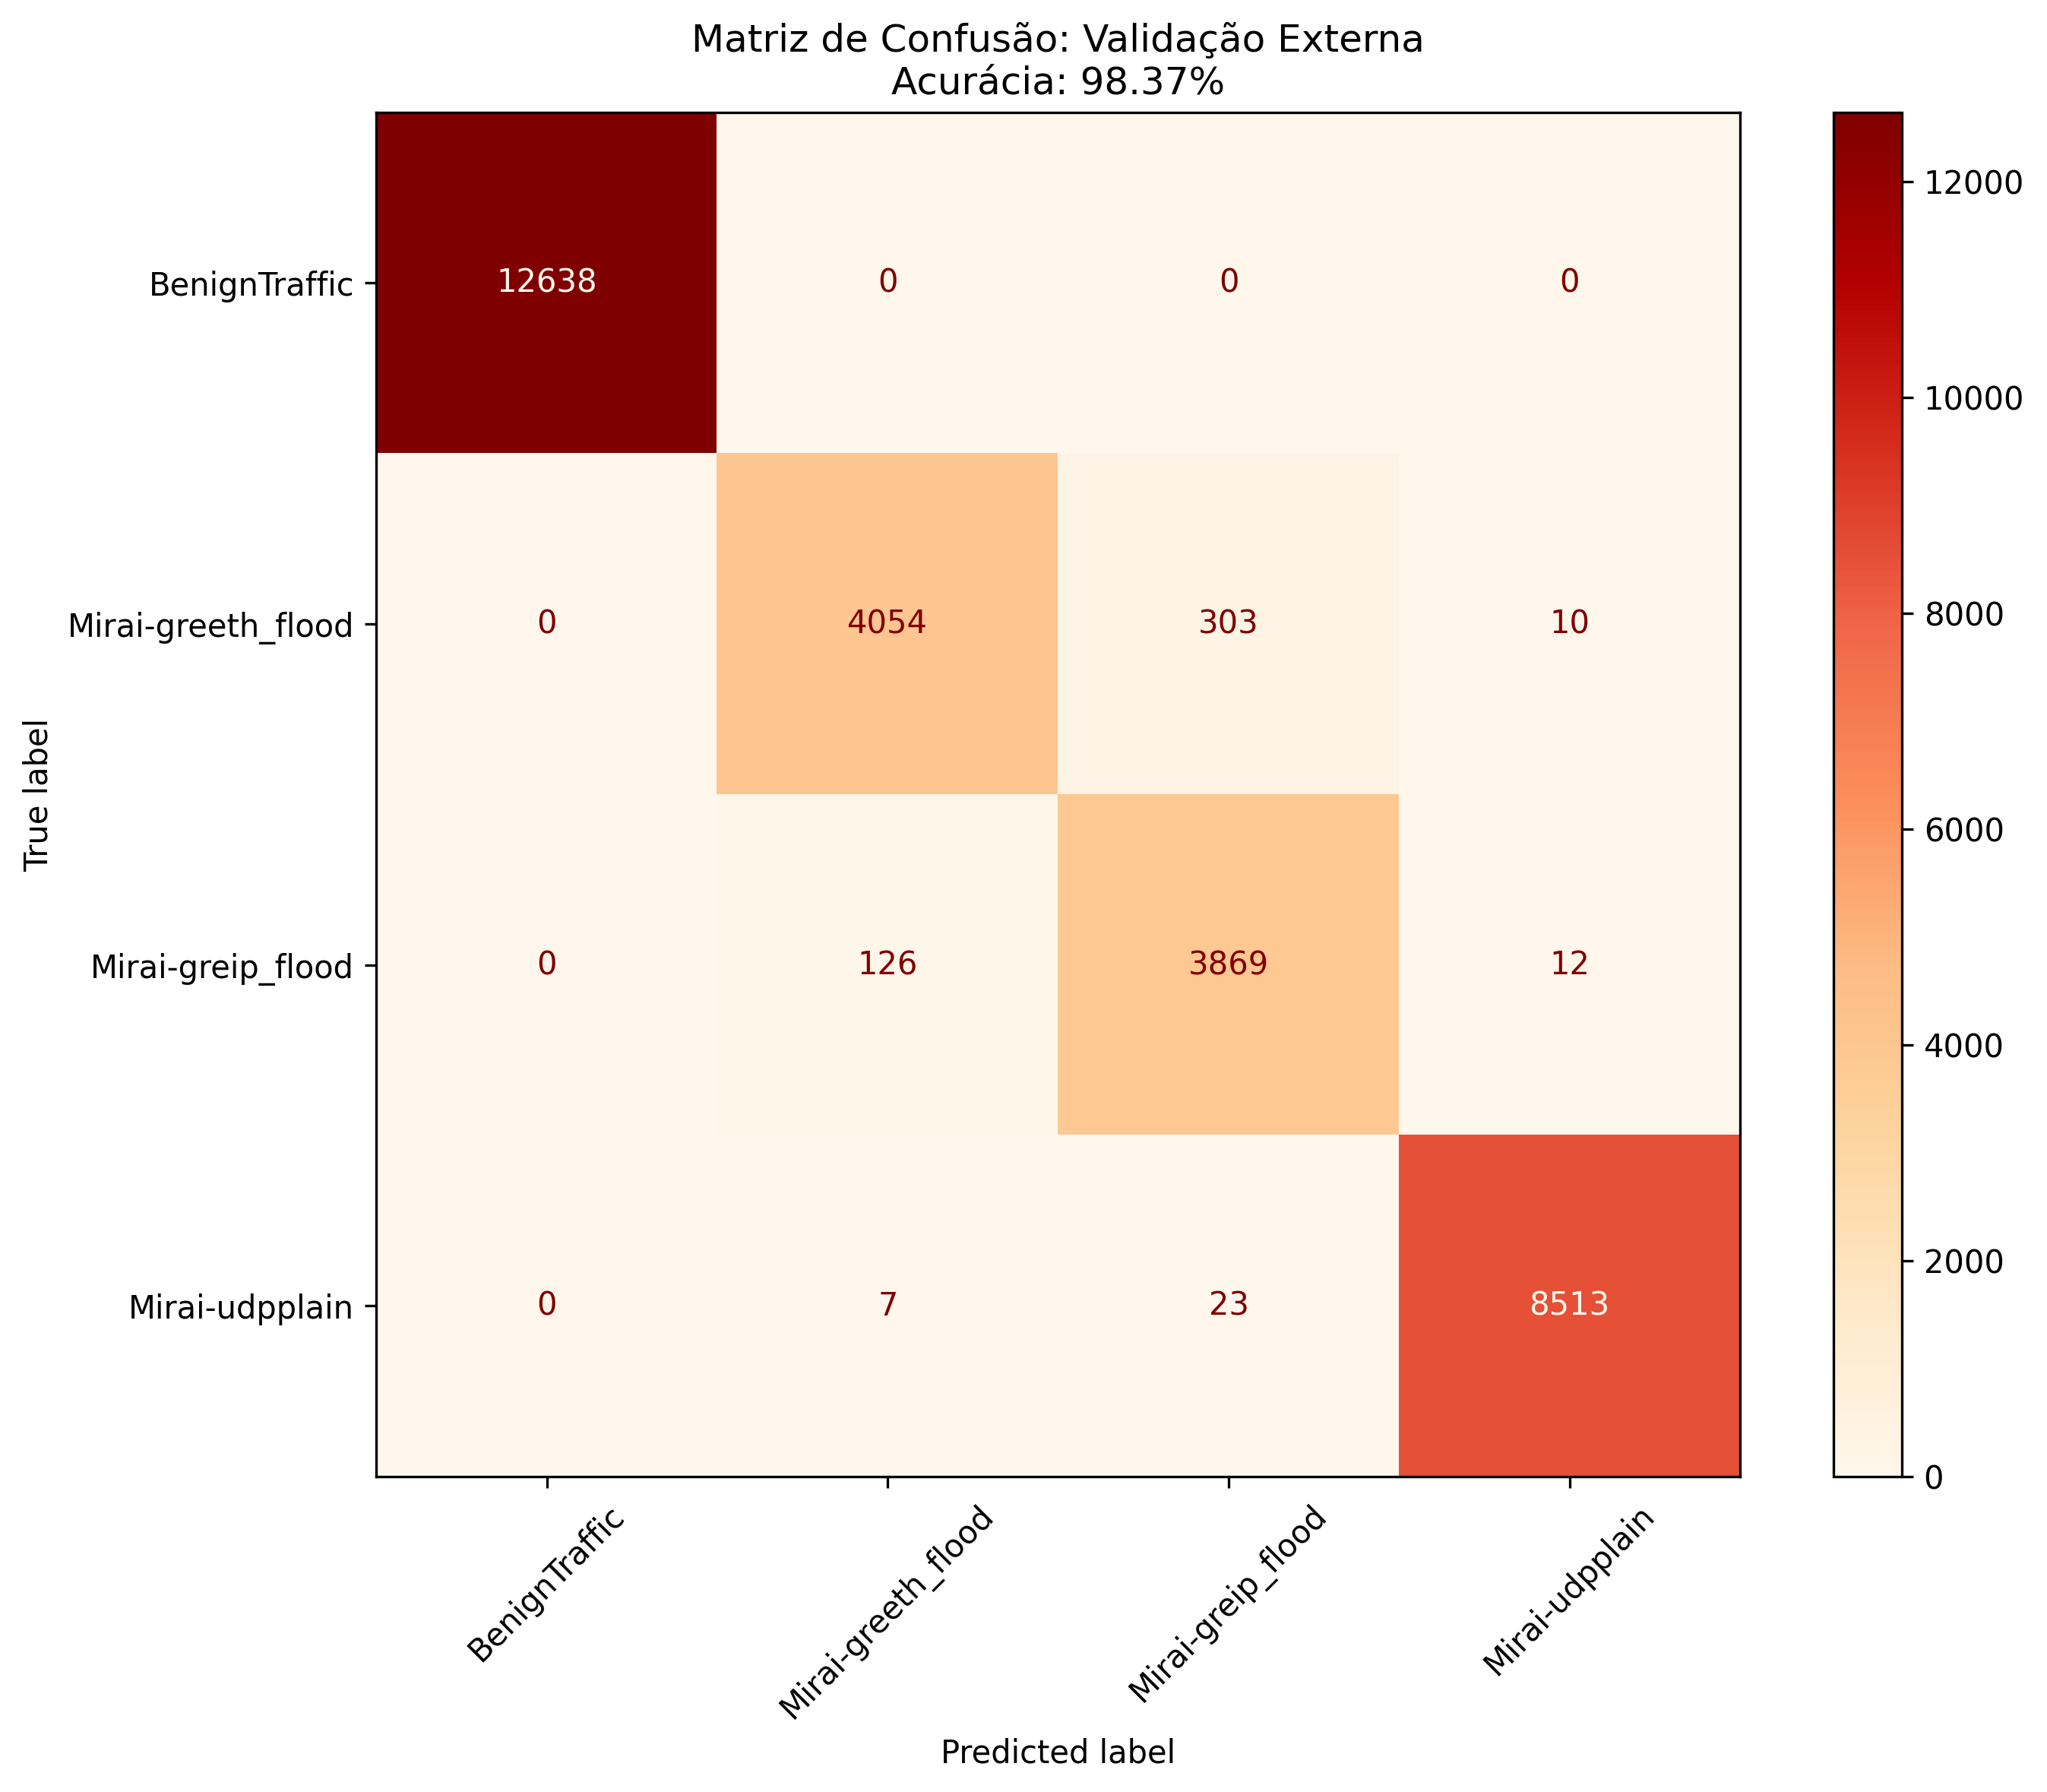 Matriz de Confusão: Validação Externa
Acurácia: 98.37%
True label
BenignTraffic
12638
0
0
0
Mirai-greeth_flood
0
4054
303
10
Mirai-greip_flood
0
126
3869
12
Mirai-udpplain
0
7
23
8513
BenignTraffic
Mirai-greeth_flood
Mirai-greip_flood
Mirai-udpplain
Predicted label
12000
10000
8000
6000
4000
2000
0